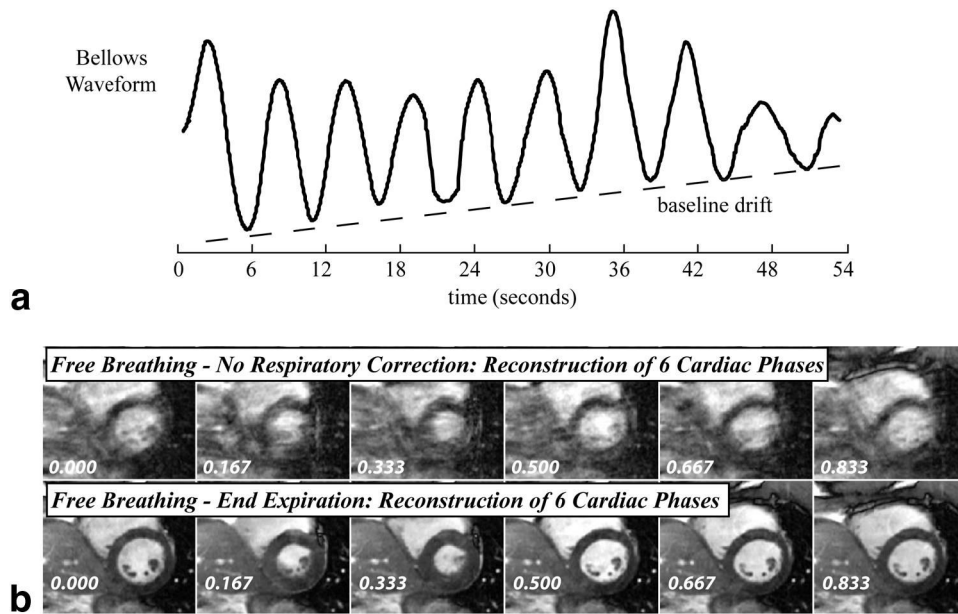 Bellows
Waveform
baseline drift
0 6 12 18 24 30 36 42 48 54
time (seconds)
a
Free Breathing - No Respiratory Correction: Reconstruction of 6 Cardiac Phases
0.000 0.167 0.333 0.500 0.667 0.833
Free Breathing - End Expiration: Reconstruction of 6 Cardiac Phases
0.000 0.167 0.333 0.500 0.667 0.833
b